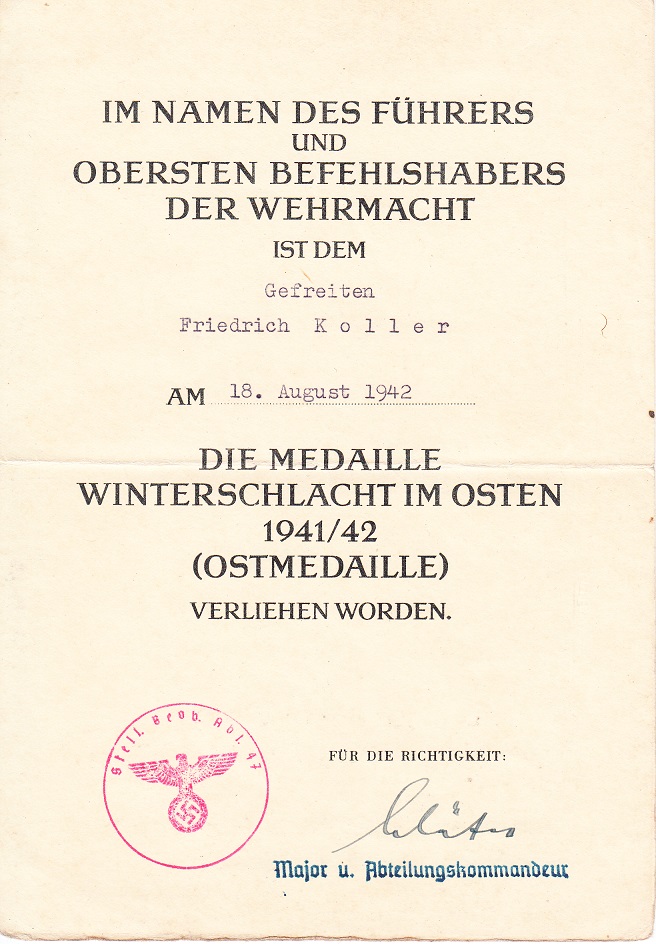 IM NAMEN DES FÜHRERS
UND
OBERSTEN BEFEHLSHABERS
DER WEHRMACHT
IST DEM
Gefreiten
Friedrich K o l l e r
AM 18. August 1942
DIE MEDAILLE
WINTERSCHLACHT IM OSTEN
1941/42
(OSTMEDAILLE)
VERLIEHEN WORDEN.
Stell. Beob. Abt. 47
FÜR DIE RICHTIGKEIT:
Major u. Abteilungskommandeur